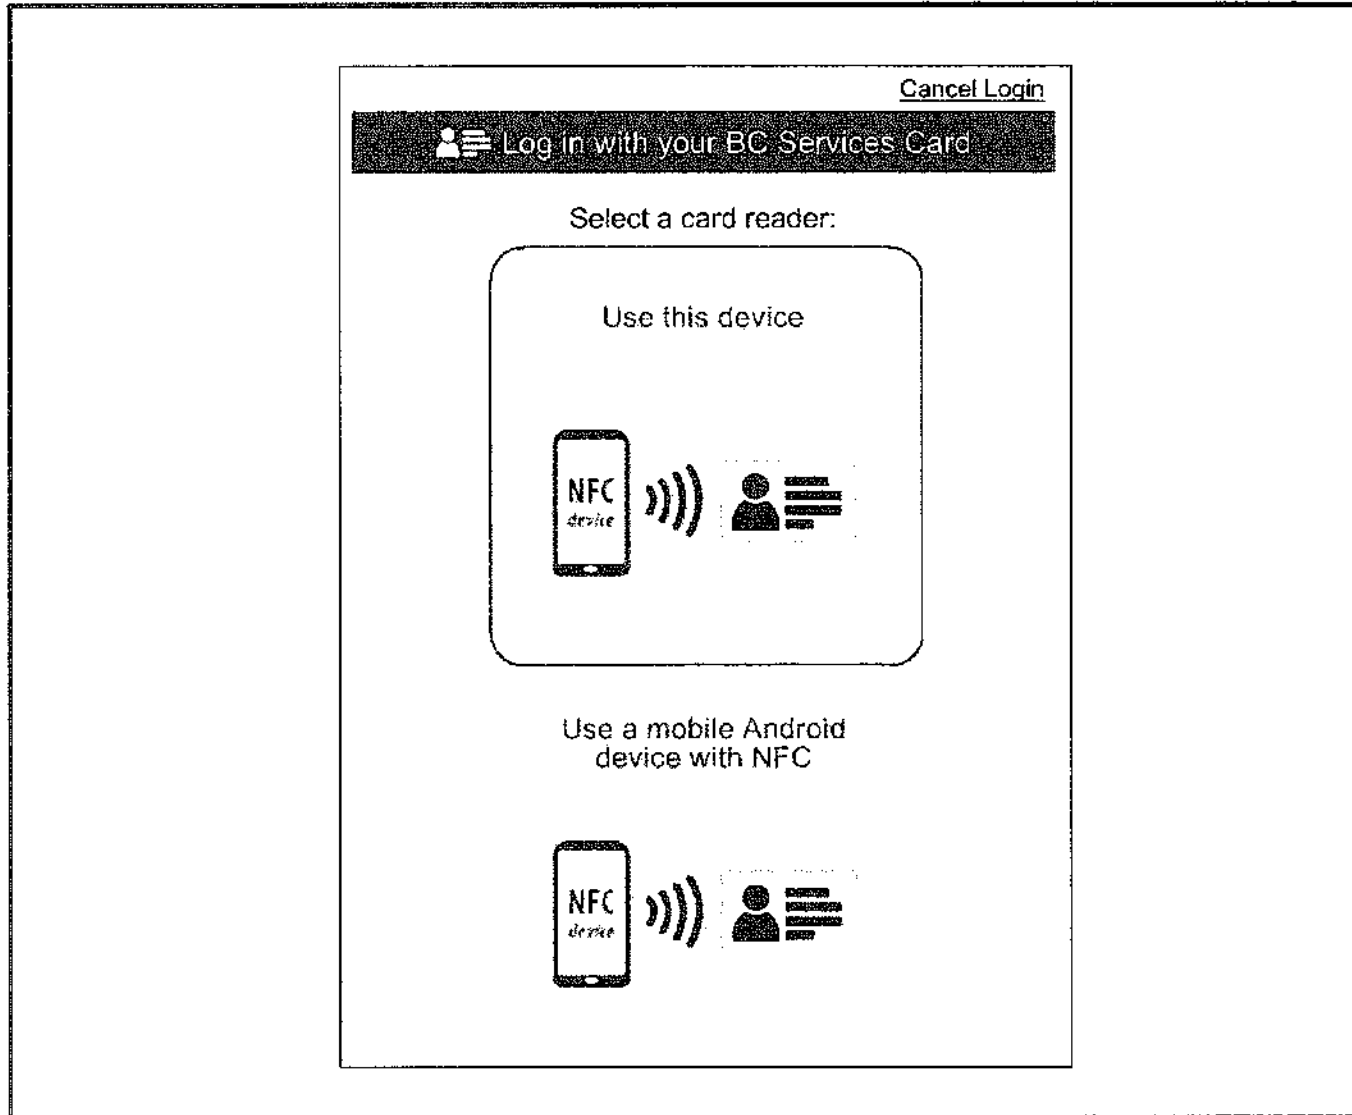 Cancel Login
Log in with your BC Services Card
Select a card reader:
Use this device
NFC
device
Use a mobile Android
device with NFC
NFC
device